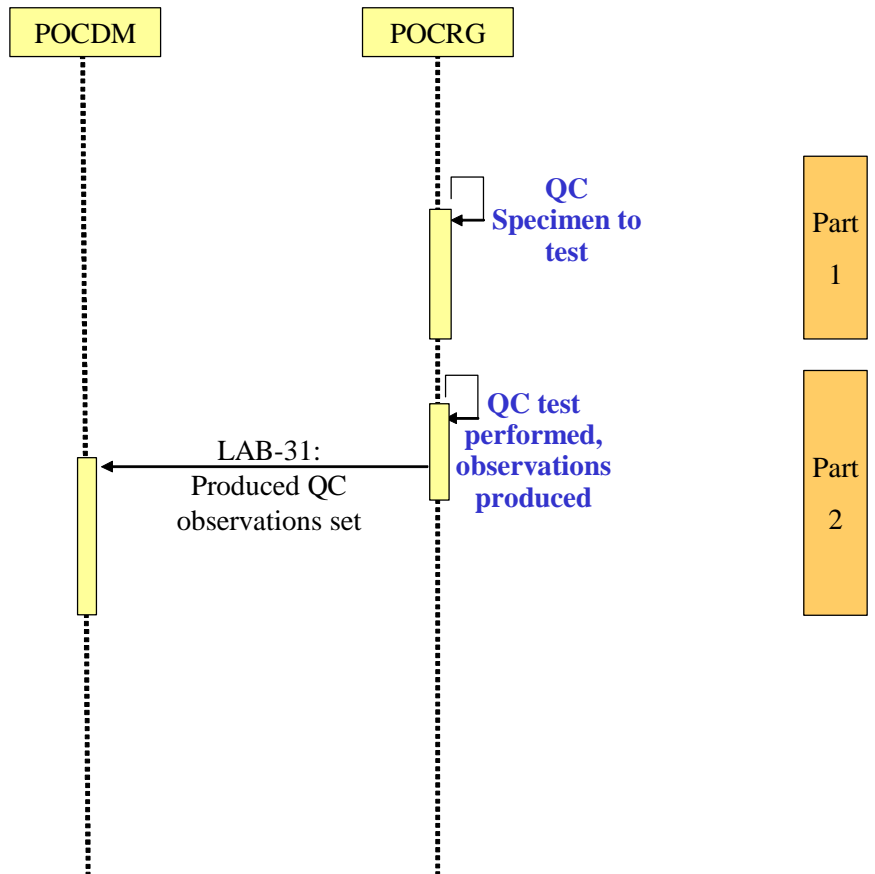 POCDM
POCRG
QC
Specimen to
test
Part
1
QC test
performed,
observations
produced
LAB-31:
Produced QC
observations set
Part
2